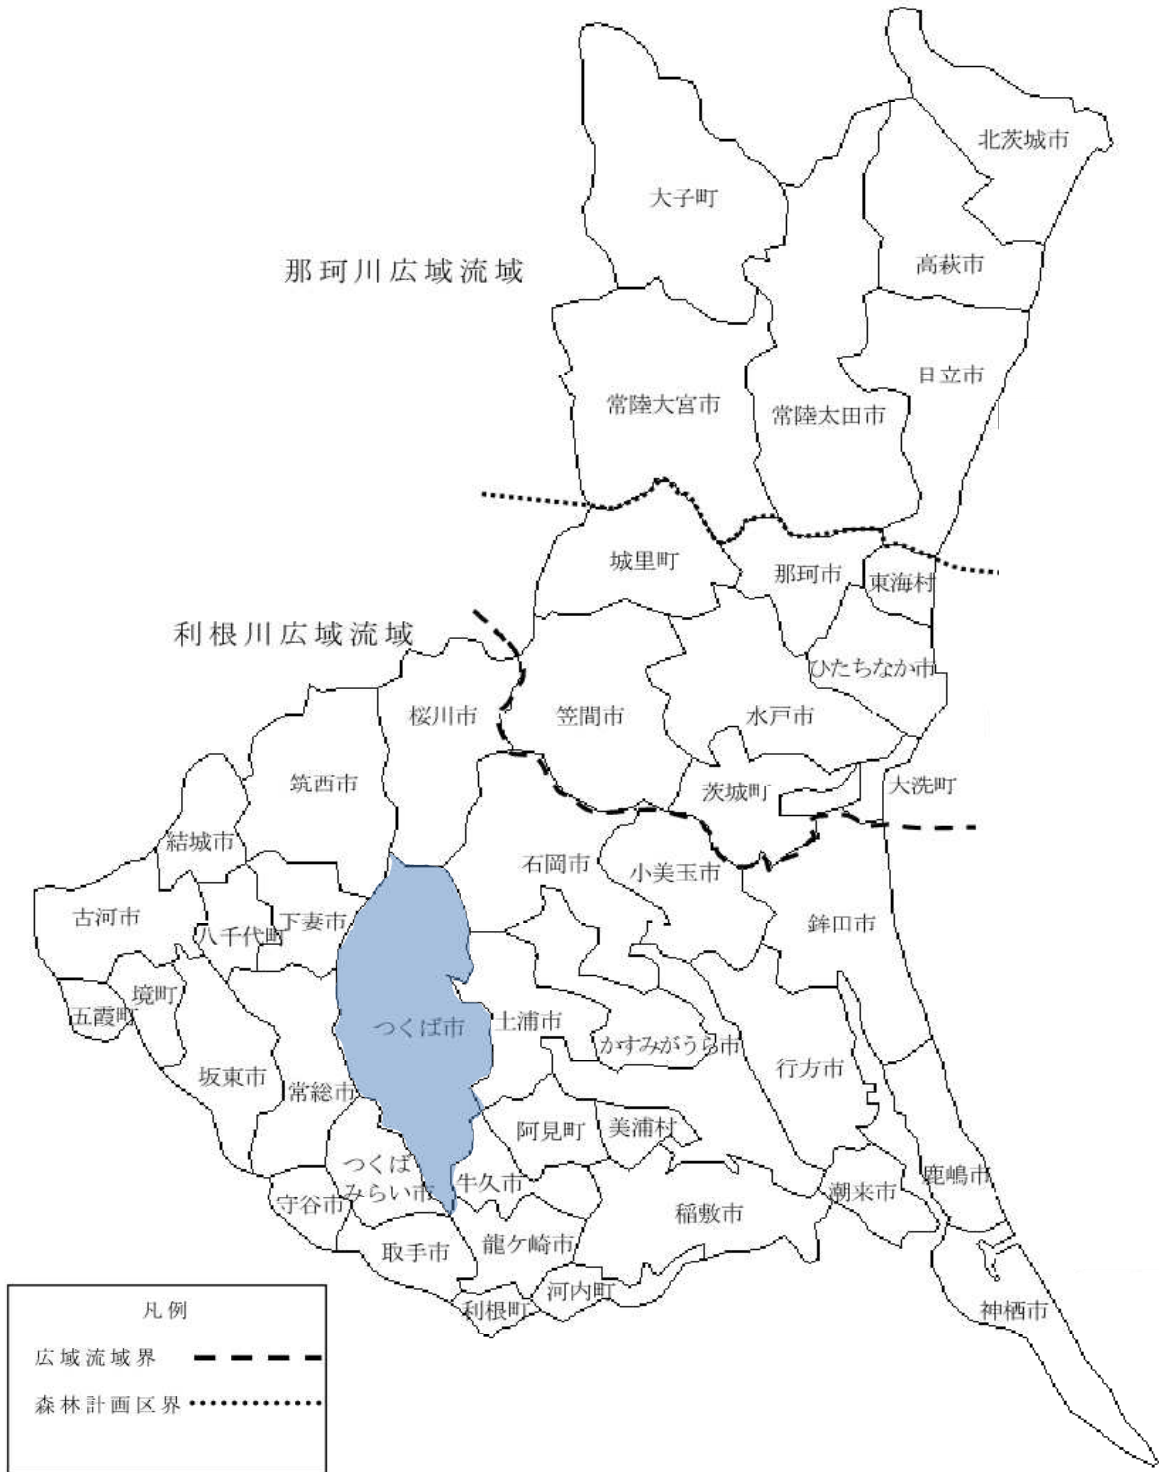 北茨城市
大子町
高萩市
那珂川広域流域
日立市
常陸大宮市
常陸太田市
城里町
那珂市
東海村
利根川広域流域
ひたちなか市
桜川市
笠間市
水戸市
筑西市
茨城町
大洗町
結城市
石岡市
小美玉市
古河市
八千代町
下妻市
鉾田市
境町
五霞町
つくば市
土浦市
かすみがうら市
坂東市
常総市
行方市
阿見町
美浦村
つくば
みらい市
牛久市
守谷市
潮来市
鹿嶋市
稲敷市
取手市
龍ケ崎市
利根町
河内町
神栖市
凡例
広域流域界
森林計画区界